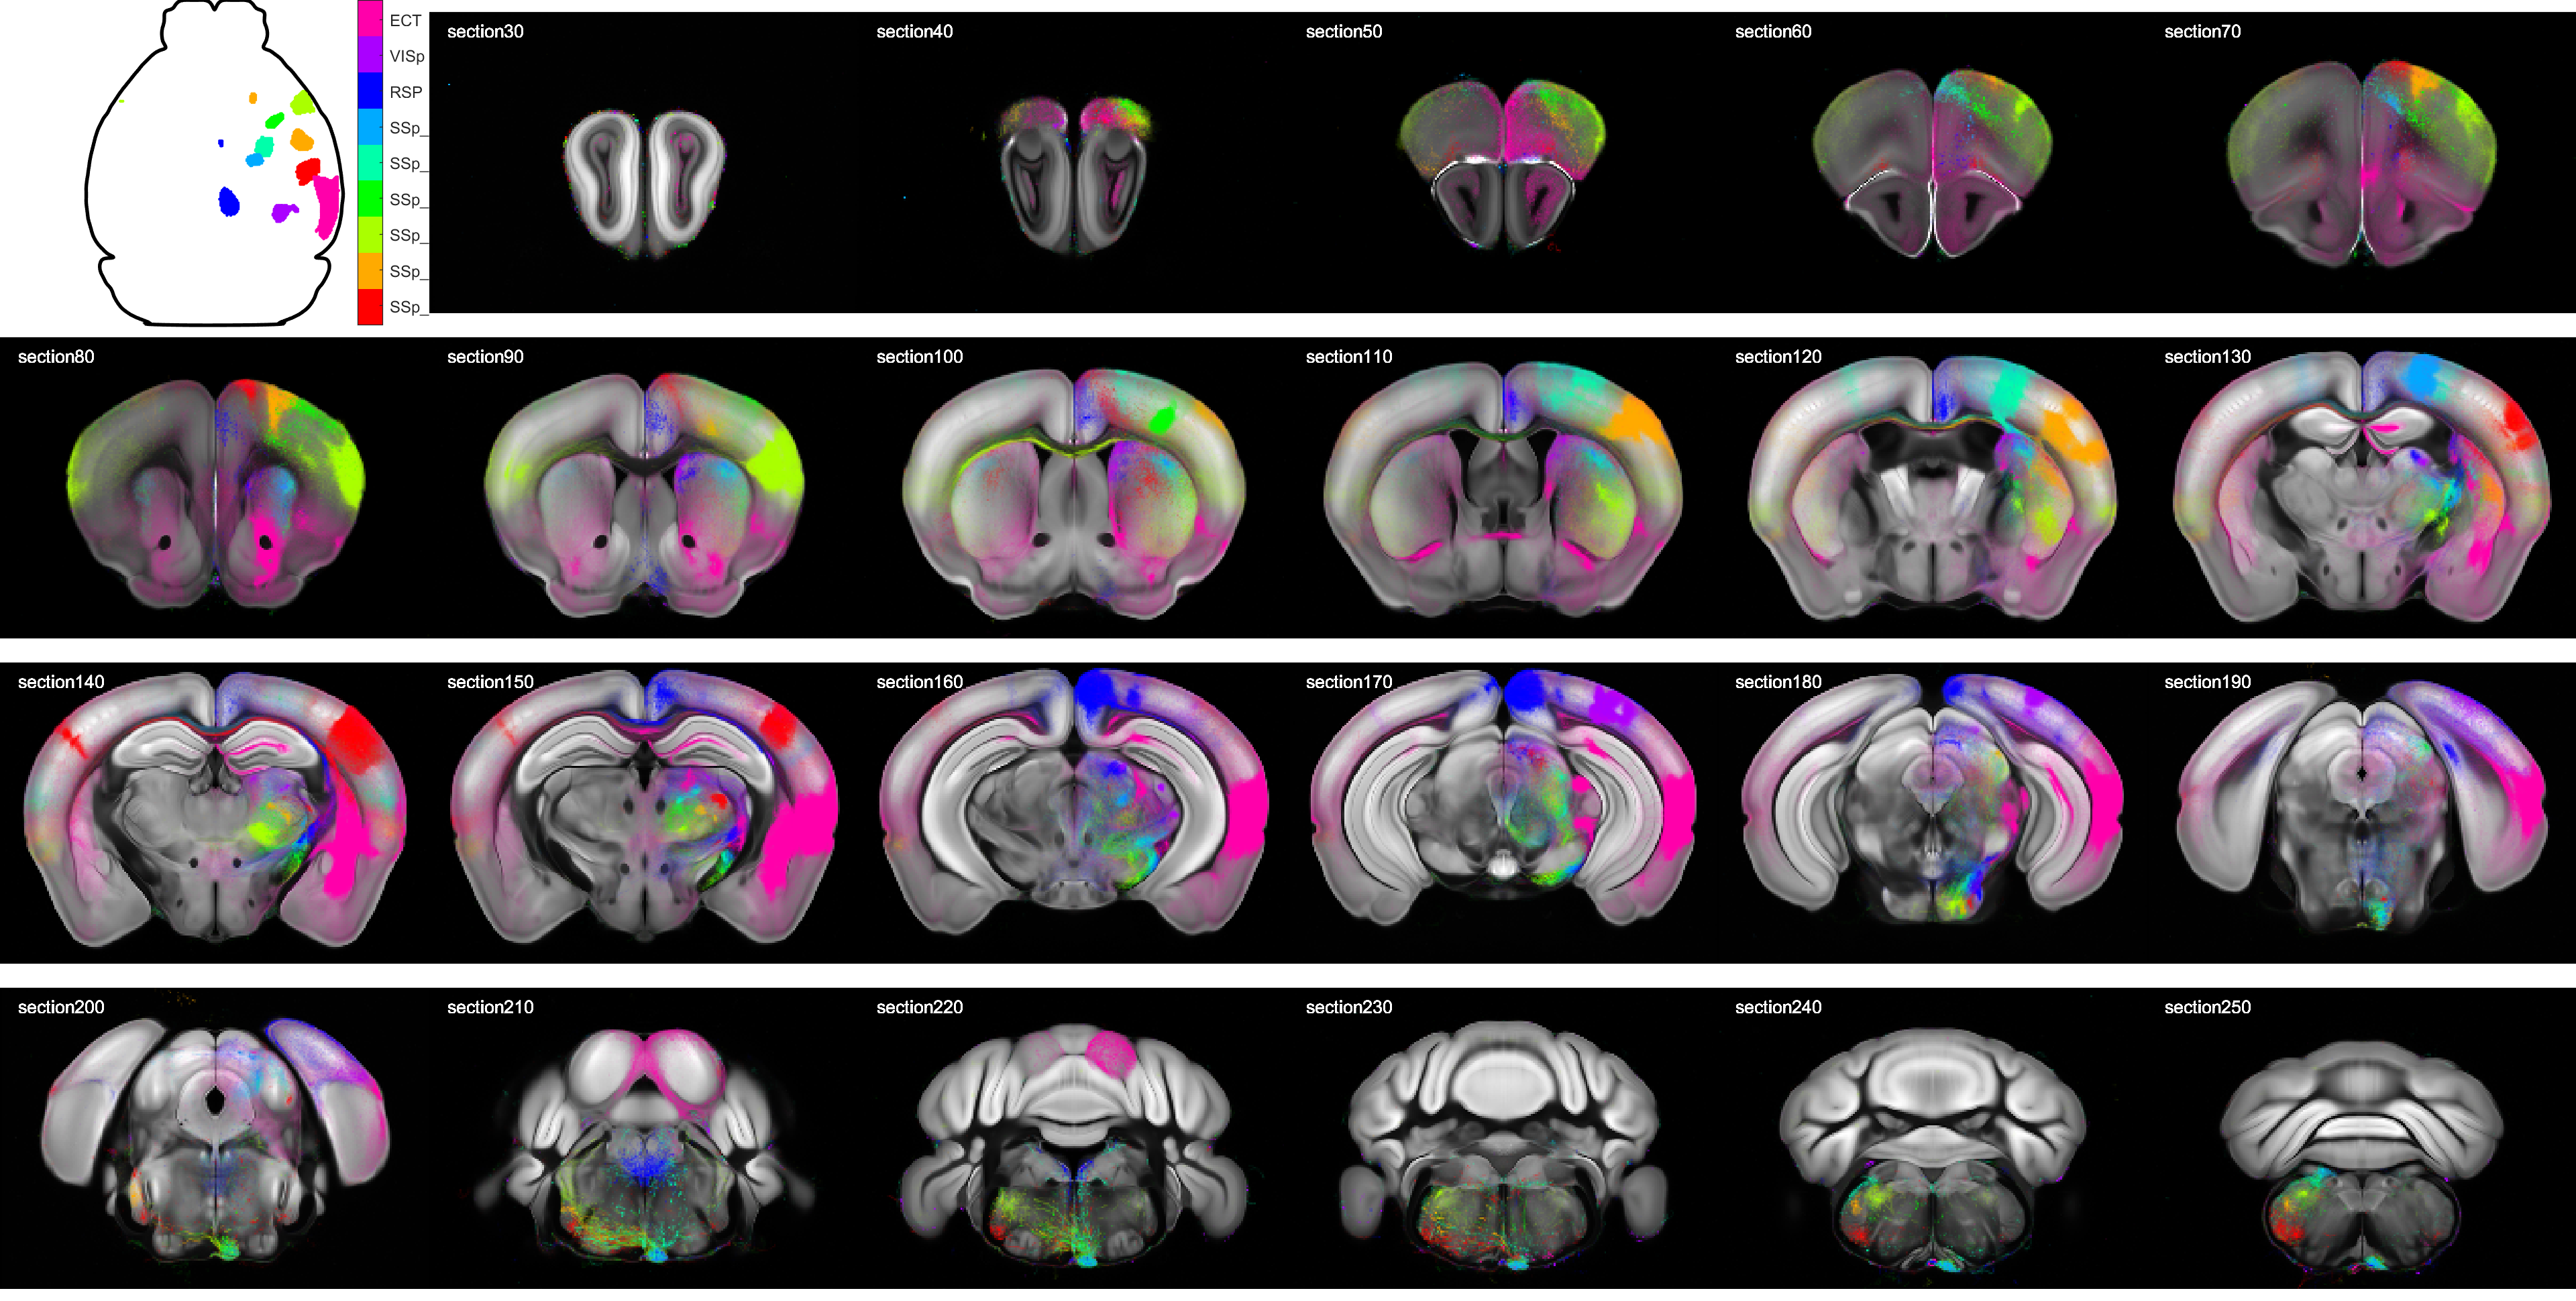 ECT
VISp
RSP
SSp_
SSp_
SSp_
SSp_
SSp_
SSp_
section30
section40
section50
section60
section70
section80
section90
section100
section110
section120
section130
section140
section150
section160
section170
section180
section190
section200
section210
section220
section230
section240
section250